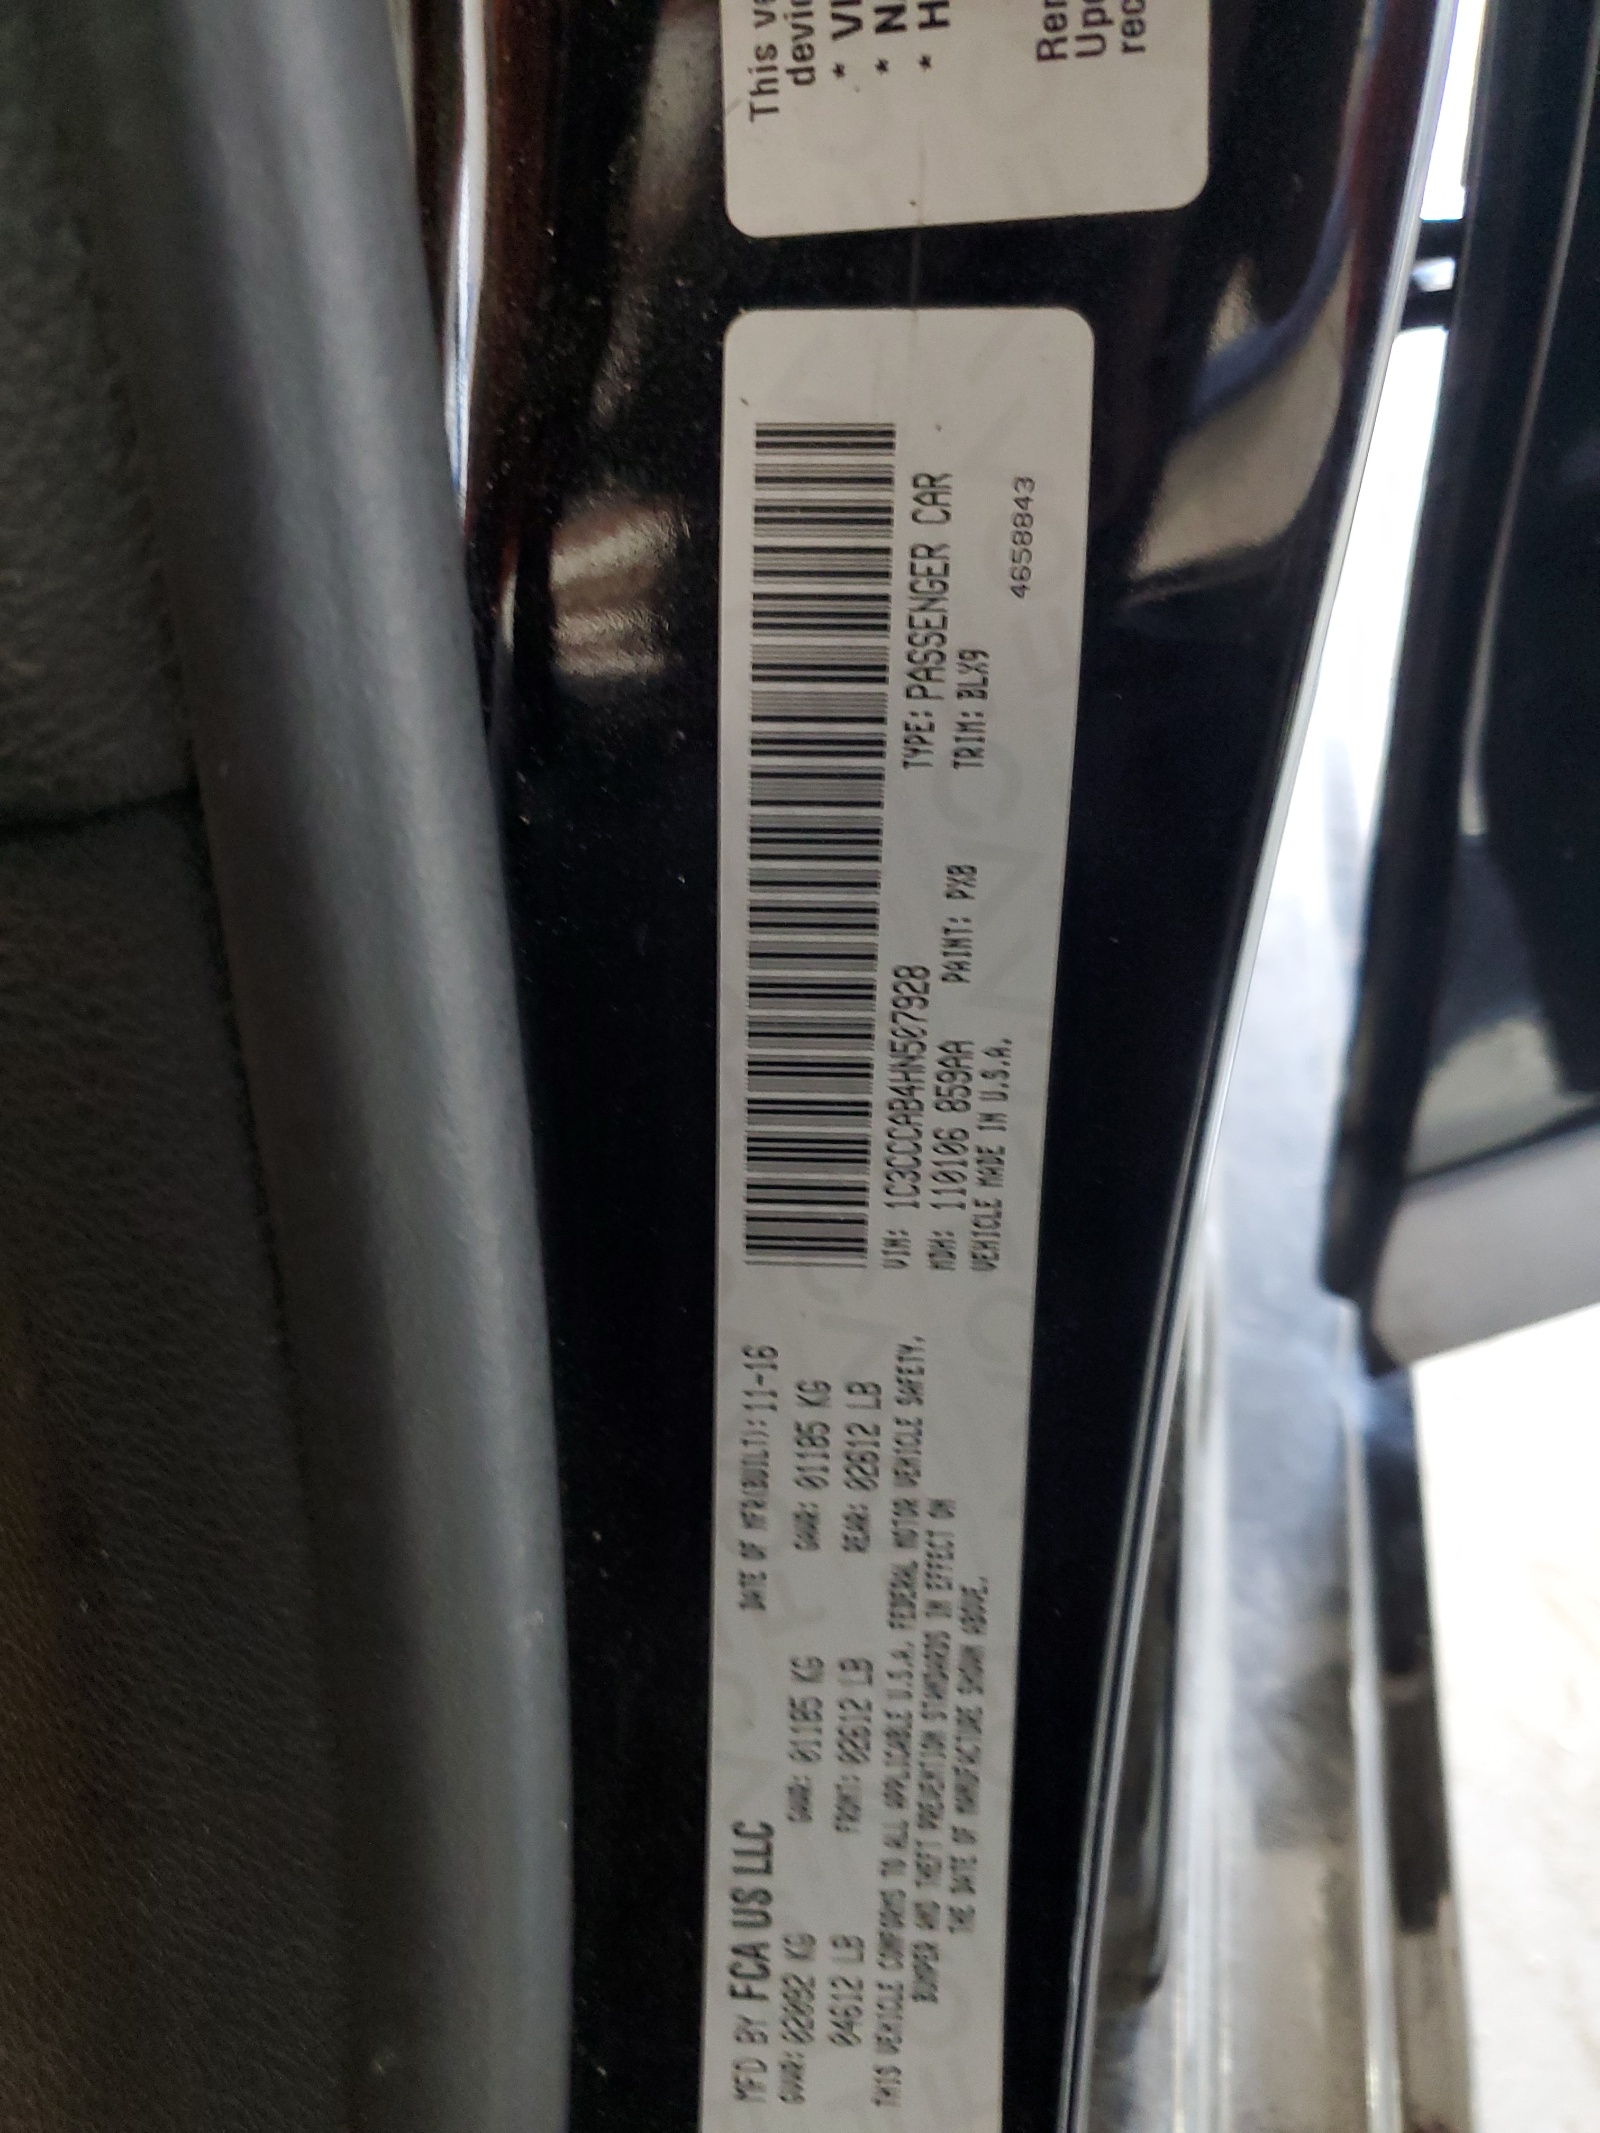 MFD BY FCA US LLC DATE OF MFR(BUILT): 11-16
GVWR: 02092 KG GAWR: 01185 KG GAWR: 01185 KG
04612 LB FRONT: 02612 LB REAR: 02612 LB
THIS VEHICLE CONFORMS TO ALL APPLICABLE U.S.A. FEDERAL MOTOR VEHICLE SAFETY,
BUMPER AND THEFT PREVENTION STANDARDS IN EFFECT ON
THE DATE OF MANUFACTURE SHOWN ABOVE.
VIN: 1C3CCCAB4HN507928 TYPE: PASSENGER CAR
MDH: 110106 859AA PAINT: PX8 TRIM: BLX9
VEHICLE MADE IN U.S.A.
4658843
This ve
devic
* VI
* N
* H
Rer
Upo
rec